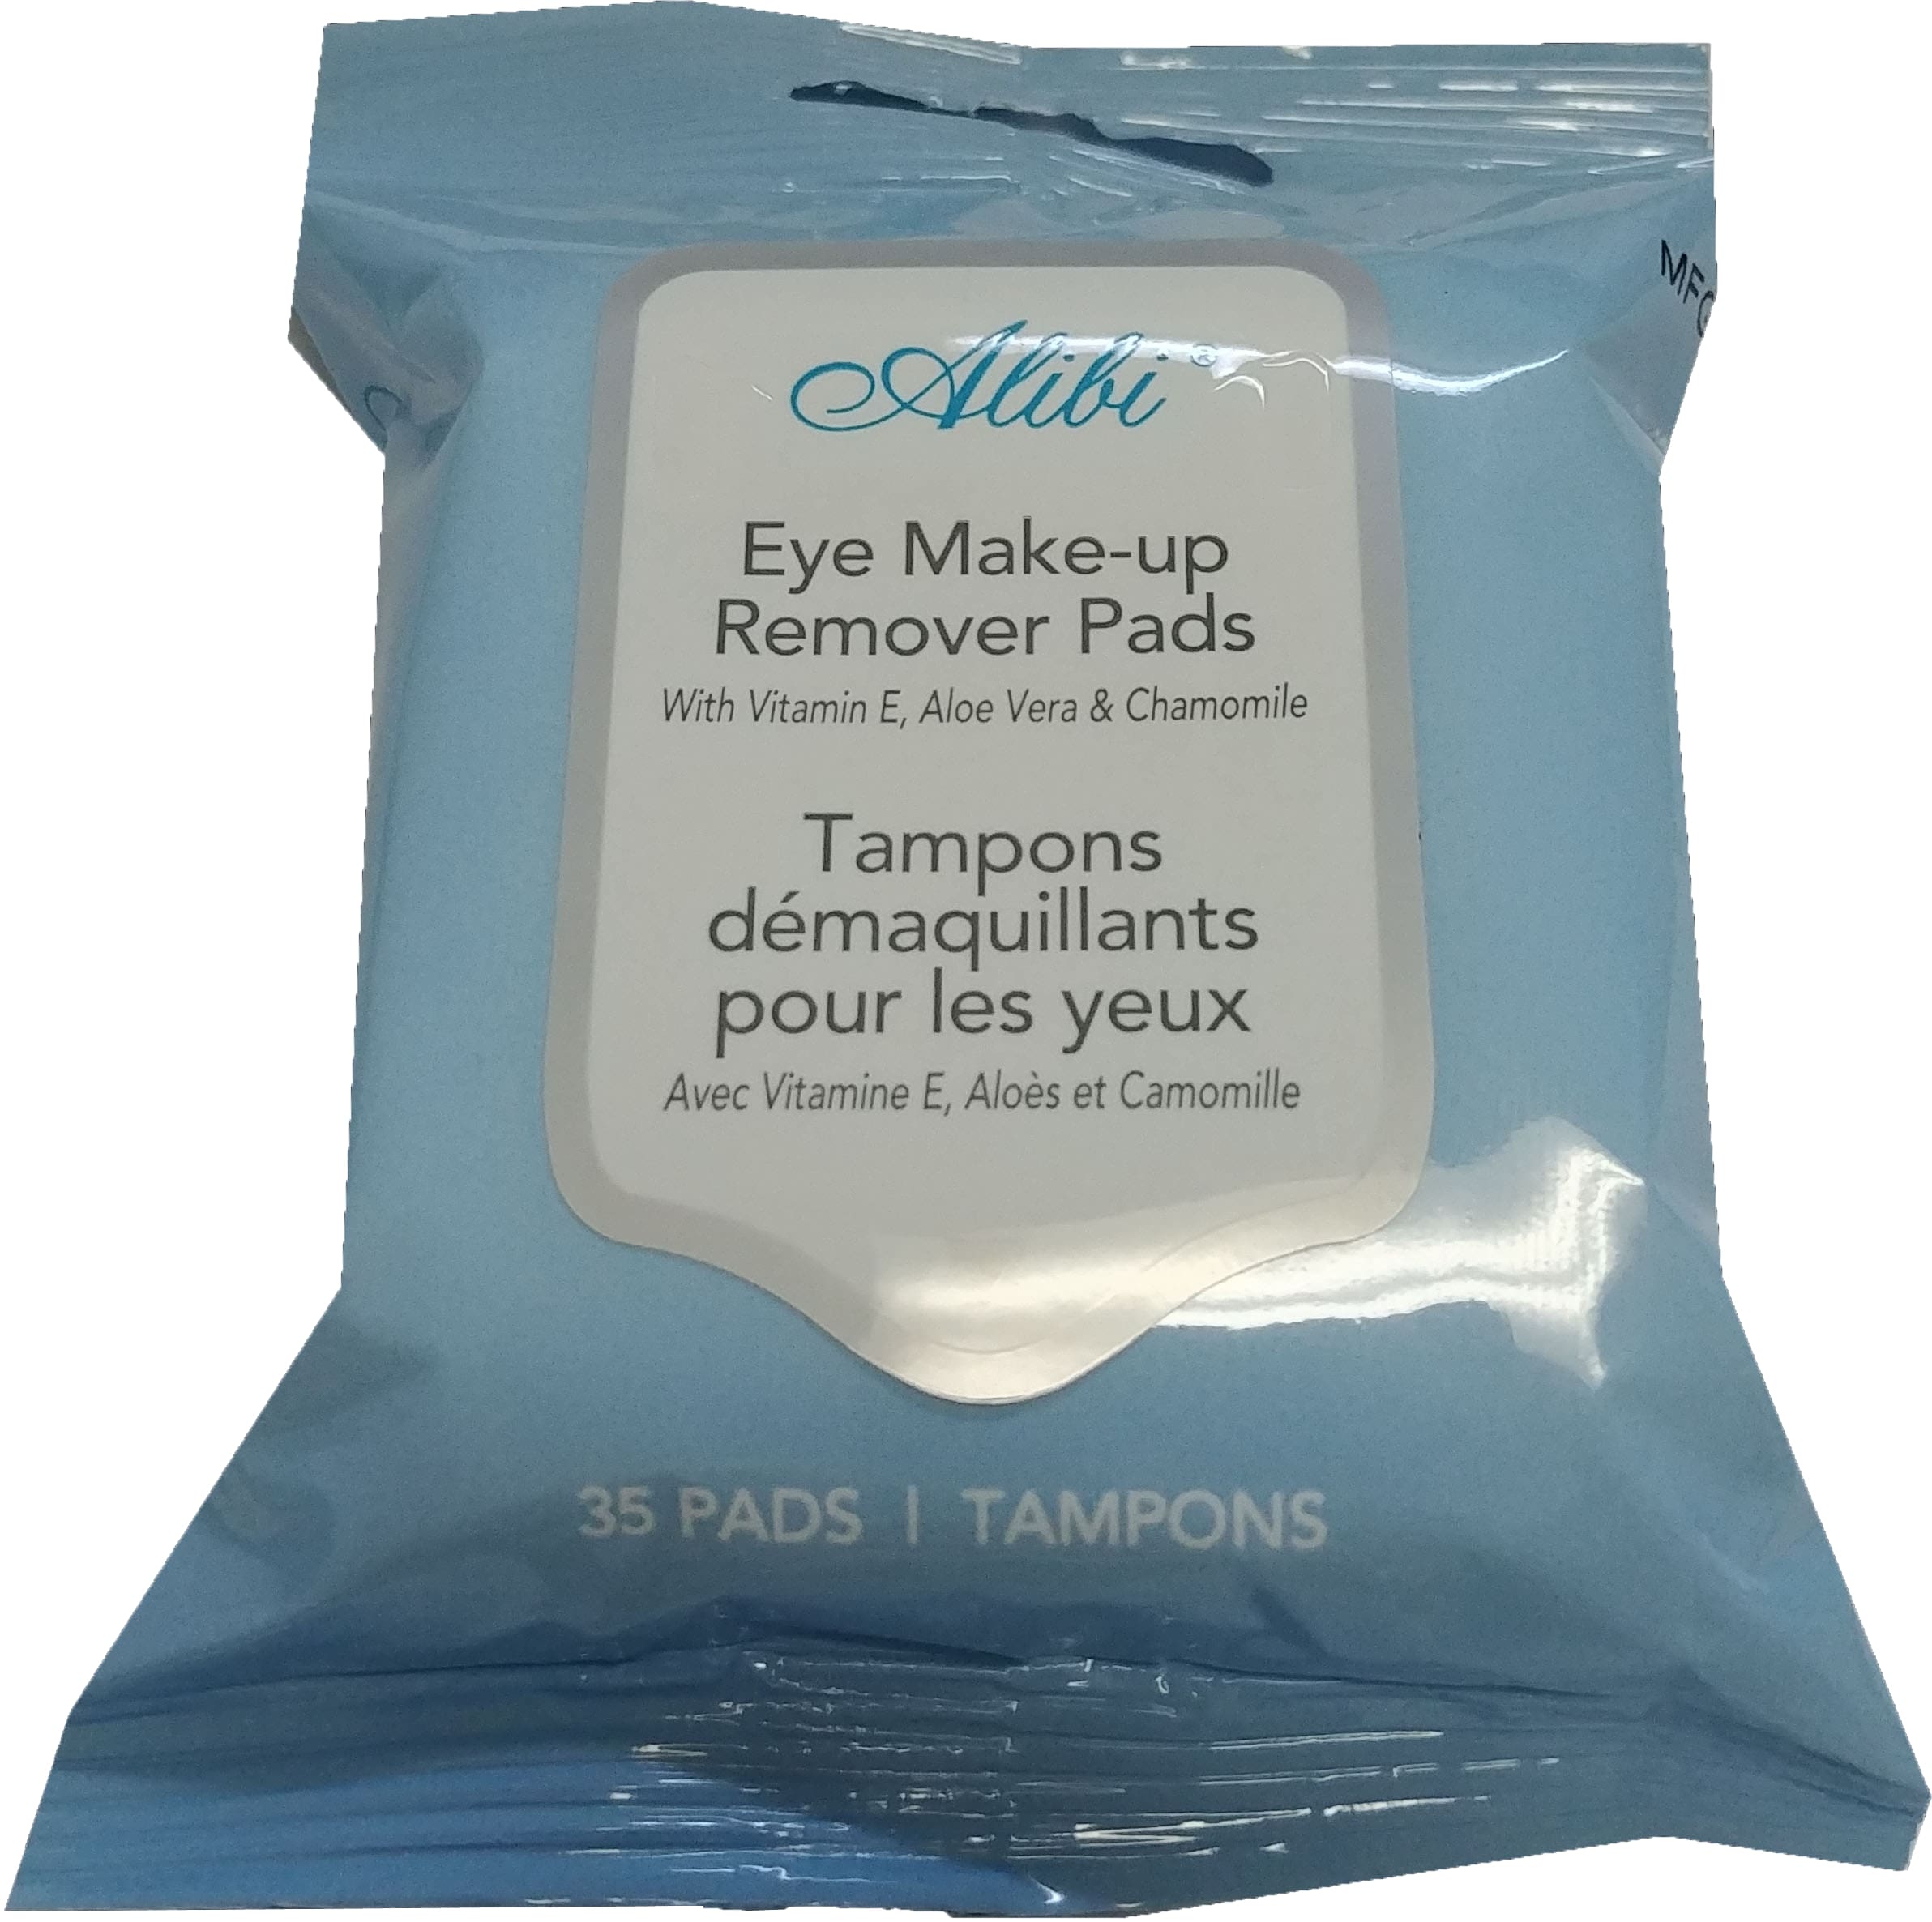 Alibi®
Eye Make-up
Remover Pads
With Vitamin E, Aloe Vera & Chamomile
Tampons
démaquillants
pour les yeux
Avec Vitamine E, Aloès et Camomille
35 PADS | TAMPONS